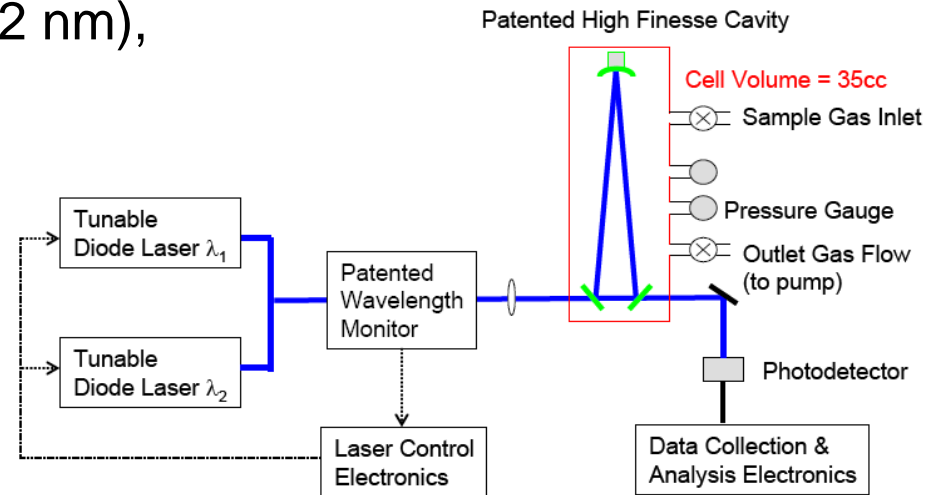 2 nm),
Patented High Finesse Cavity
Cell Volume = 35cc
Sample Gas Inlet
Pressure Gauge
Outlet Gas Flow
(to pump)
Tunable
Diode Laser λ1
Patented
Wavelength
Monitor
Tunable
Diode Laser λ2
Photodetector
Laser Control
Electronics
Data Collection &
Analysis Electronics